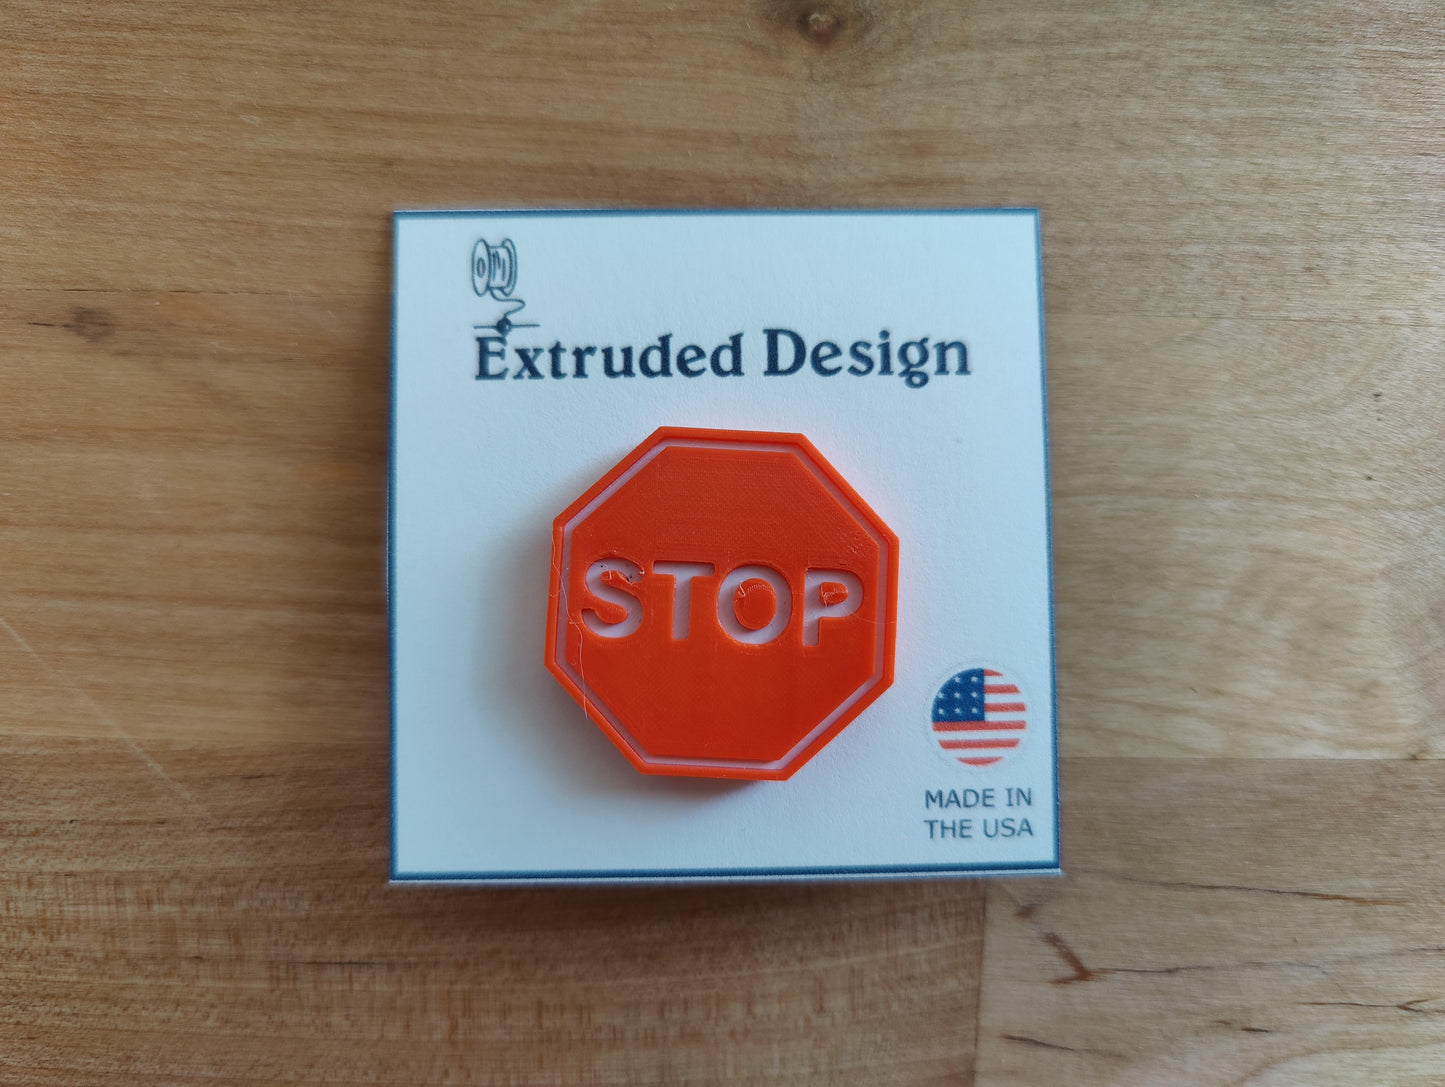 Extruded Design
STOP
MADE IN
THE USA